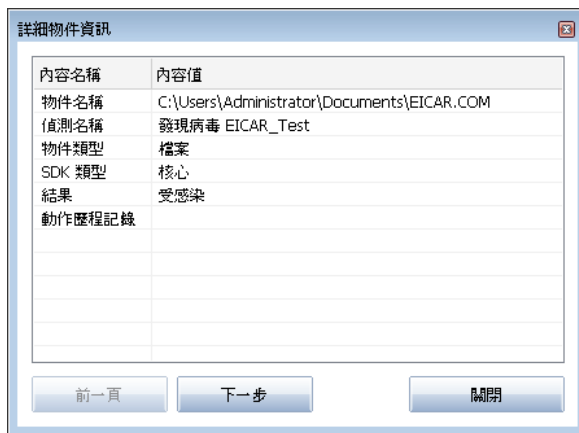 詳細物件資訊
內容名稱 內容值
物件名稱 C:\Users\Administrator\Documents\EICAR.COM
偵測名稱 發現病毒 EICAR_Test
物件類型 檔案
SDK 類型 核心
結果 受感染
動作歷程記錄
前一頁 下一步 關閉